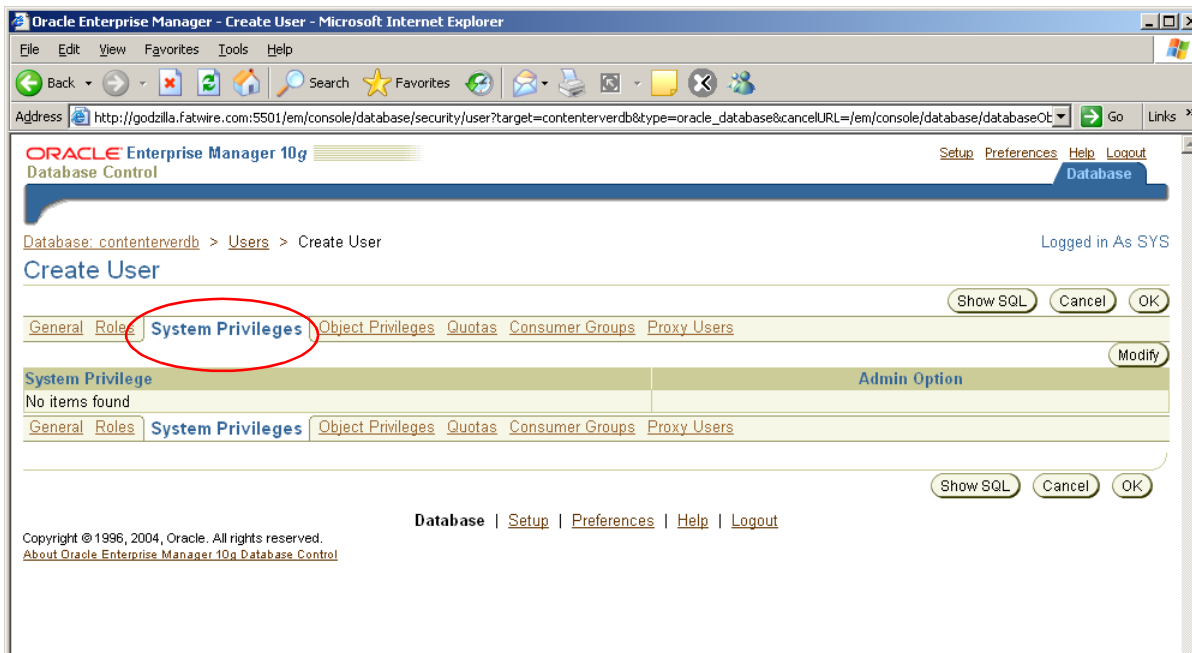 Oracle Enterprise Manager - Create User - Microsoft Internet Explorer
File Edit View Favorites Tools Help
Back Search Favorites
Address http://godzilla.fatwire.com:5501/em/console/database/security/user?target=contenterverdb&type=oracle_database&cancelURL=/em/console/database/databaseOb Go Links »
ORACLE Enterprise Manager 10g
Database Control
Setup Preferences Help Logout
Database
Database: contenterverdb > Users > Create User
Logged in As SYS
Create User
Show SQL Cancel OK
General Roles System Privileges Object Privileges Quotas Consumer Groups Proxy Users
Modify
System Privilege Admin Option
No items found
General Roles System Privileges Object Privileges Quotas Consumer Groups Proxy Users
Show SQL Cancel OK
Database | Setup | Preferences | Help | Logout
Copyright © 1996, 2004, Oracle. All rights reserved.
About Oracle Enterprise Manager 10g Database Control